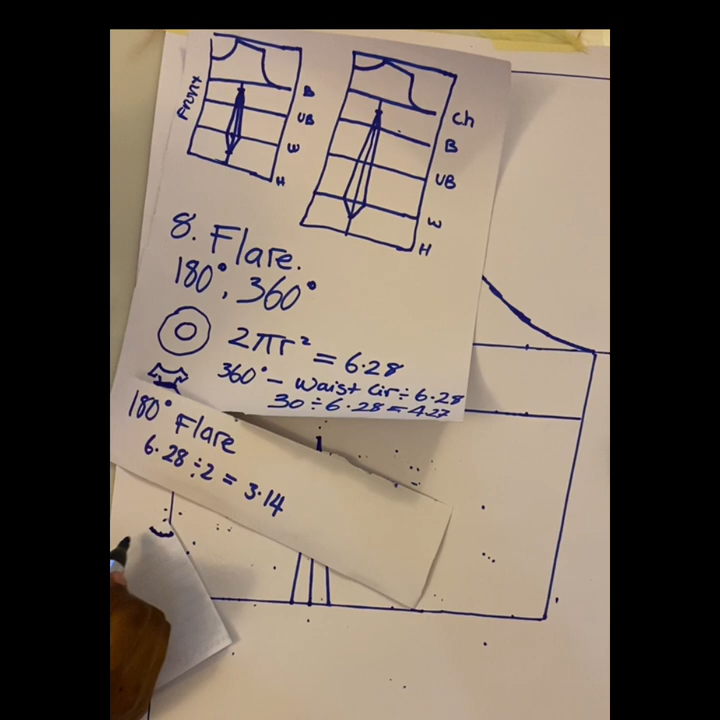 Front
B
UB
W
H
Ch
B
UB
W
H
8. Flare.
180°, 360°
2πr² = 6.28
360° - Waist Cir ÷ 6.28
30 ÷ 6.28 = 4.27
180° Flare
6.28 ÷ 2 = 3.14